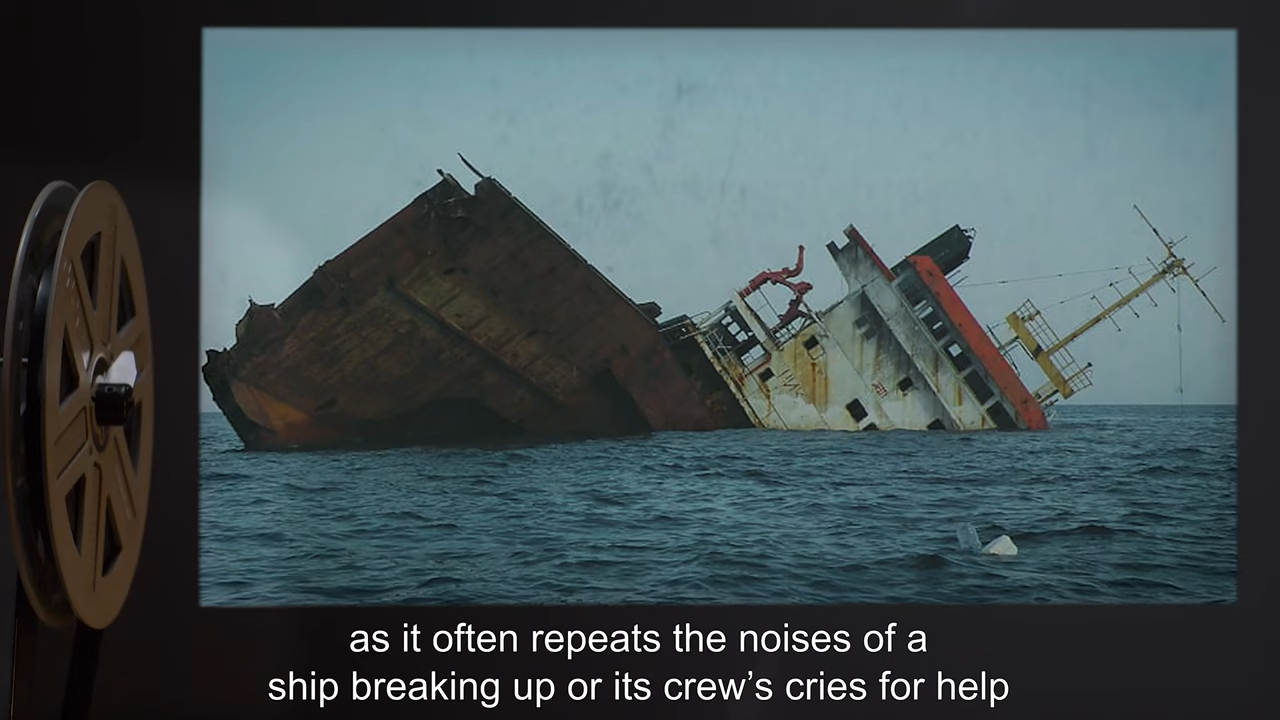 as it often repeats the noises of a
ship breaking up or its crew’s cries for help